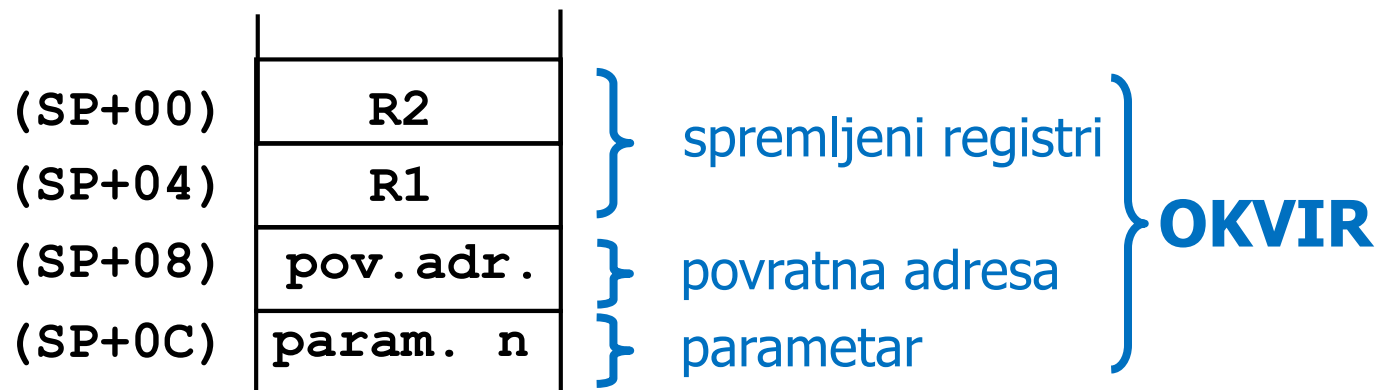 (SP+00) R2
spremljeni registri
(SP+04) R1
OKVIR
(SP+08) pov.adr. povratna adresa
(SP+0C) param. n parametar